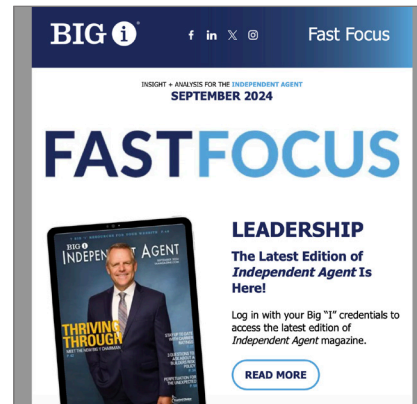 BIG i
Fast Focus
INSIGHT + ANALYSIS FOR THE INDEPENDENT AGENT
SEPTEMBER 2024
FASTFOCUS
BIG i
INDEPENDENT AGENT
THRIVING
THROUGH
MEET THE NEW BIG I CHAIRMAN
LEADERSHIP
The Latest Edition of
Independent Agent Is
Here!
Log in with your Big “I” credentials to
access the latest edition of
Independent Agent magazine.
READ MORE